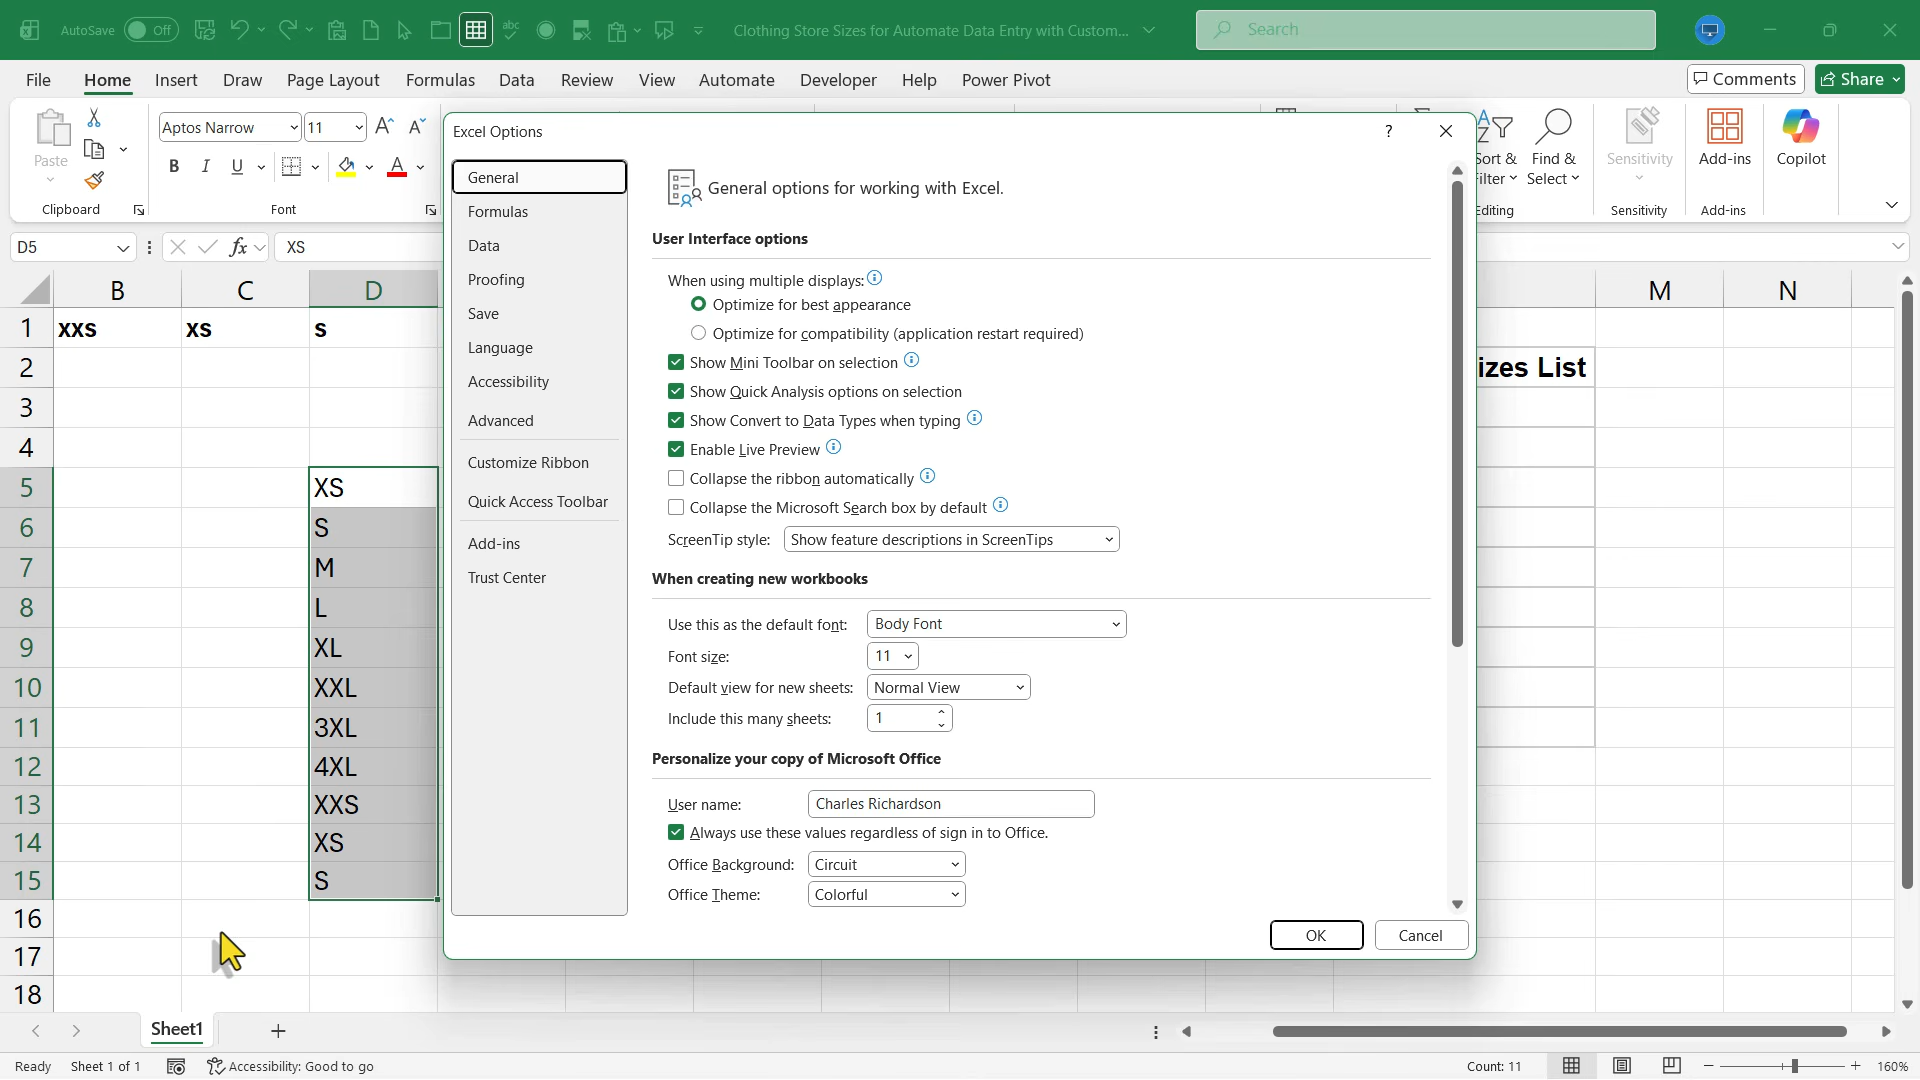 AutoSave Off
abc
Clothing Store Sizes for Automate Data Entry with Custom...
Search
File Home Insert Draw Page Layout Formulas Data Review View Automate Developer Help Power Pivot
Comments Share
Paste
Clipboard
Aptos Narrow 11
B I U
Font
Sort & Filter
Find & Select
Editing
Sensitivity
Sensitivity
Add-ins
Add-ins
Copilot
D5 fx XS
B C D M N
1 xxs xs s
2 izes List
3
4
5 XS
6 S
7 M
8 L
9 XL
10 XXL
11 3XL
12 4XL
13 XXS
14 XS
15 S
16
17
18
Excel Options ?
General
Formulas
Data
Proofing
Save
Language
Accessibility
Advanced
Customize Ribbon
Quick Access Toolbar
Add-ins
Trust Center
General options for working with Excel.
User Interface options
When using multiple displays:
Optimize for best appearance
Optimize for compatibility (application restart required)
Show Mini Toolbar on selection
Show Quick Analysis options on selection
Show Convert to Data Types when typing
Enable Live Preview
Collapse the ribbon automatically
Collapse the Microsoft Search box by default
ScreenTip style: Show feature descriptions in ScreenTips
When creating new workbooks
Use this as the default font: Body Font
Font size: 11
Default view for new sheets: Normal View
Include this many sheets: 1
Personalize your copy of Microsoft Office
User name: Charles Richardson
Always use these values regardless of sign in to Office.
Office Background: Circuit
Office Theme: Colorful
OK Cancel
Sheet1
Ready Sheet 1 of 1 Accessibility: Good to go Count: 11 160%